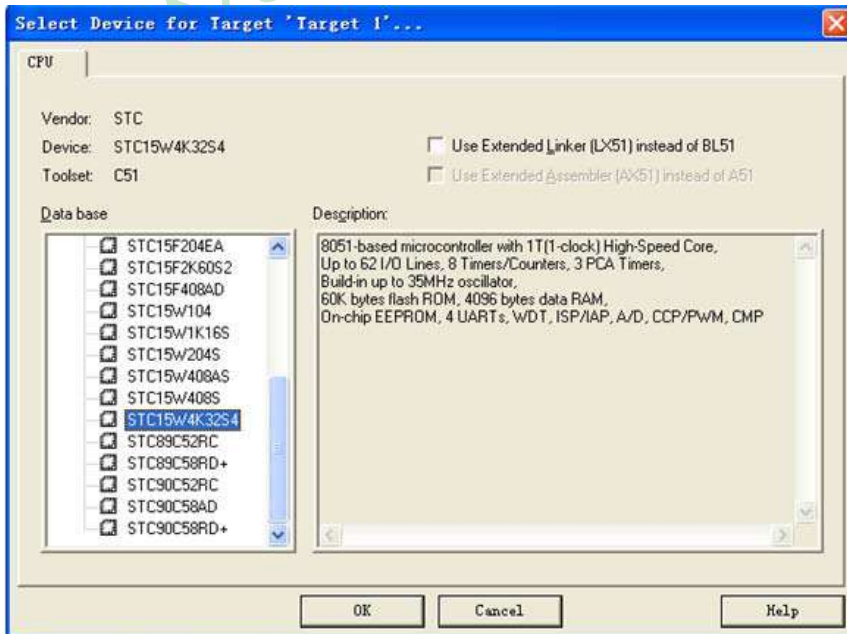 Select Device for Target 'Target 1'...
CPU
Vendor: STC
Device: STC15W4K32S4
Toolset: C51
Use Extended Linker (LX51) instead of BL51
Use Extended Assembler (AX51) instead of A51
Data base
STC15F204EA
STC15F2K60S2
STC15F408AD
STC15W104
STC15W1K16S
STC15W204S
STC15W408AS
STC15W408S
STC15W4K32S4
STC89C52RC
STC89C58RD+
STC90C52RC
STC90C58AD
STC90C58RD+
Description:
8051-based microcontroller with 1T(1-clock) High-Speed Core,
Up to 62 I/O Lines, 8 Timers/Counters, 3 PCA Timers,
Build-in up to 35MHz oscillator,
60K bytes flash ROM, 4096 bytes data RAM,
On-chip EEPROM, 4 UARTs, WDT, ISP/IAP, A/D, CCP/PWM, CMP
OK
Cancel
Help